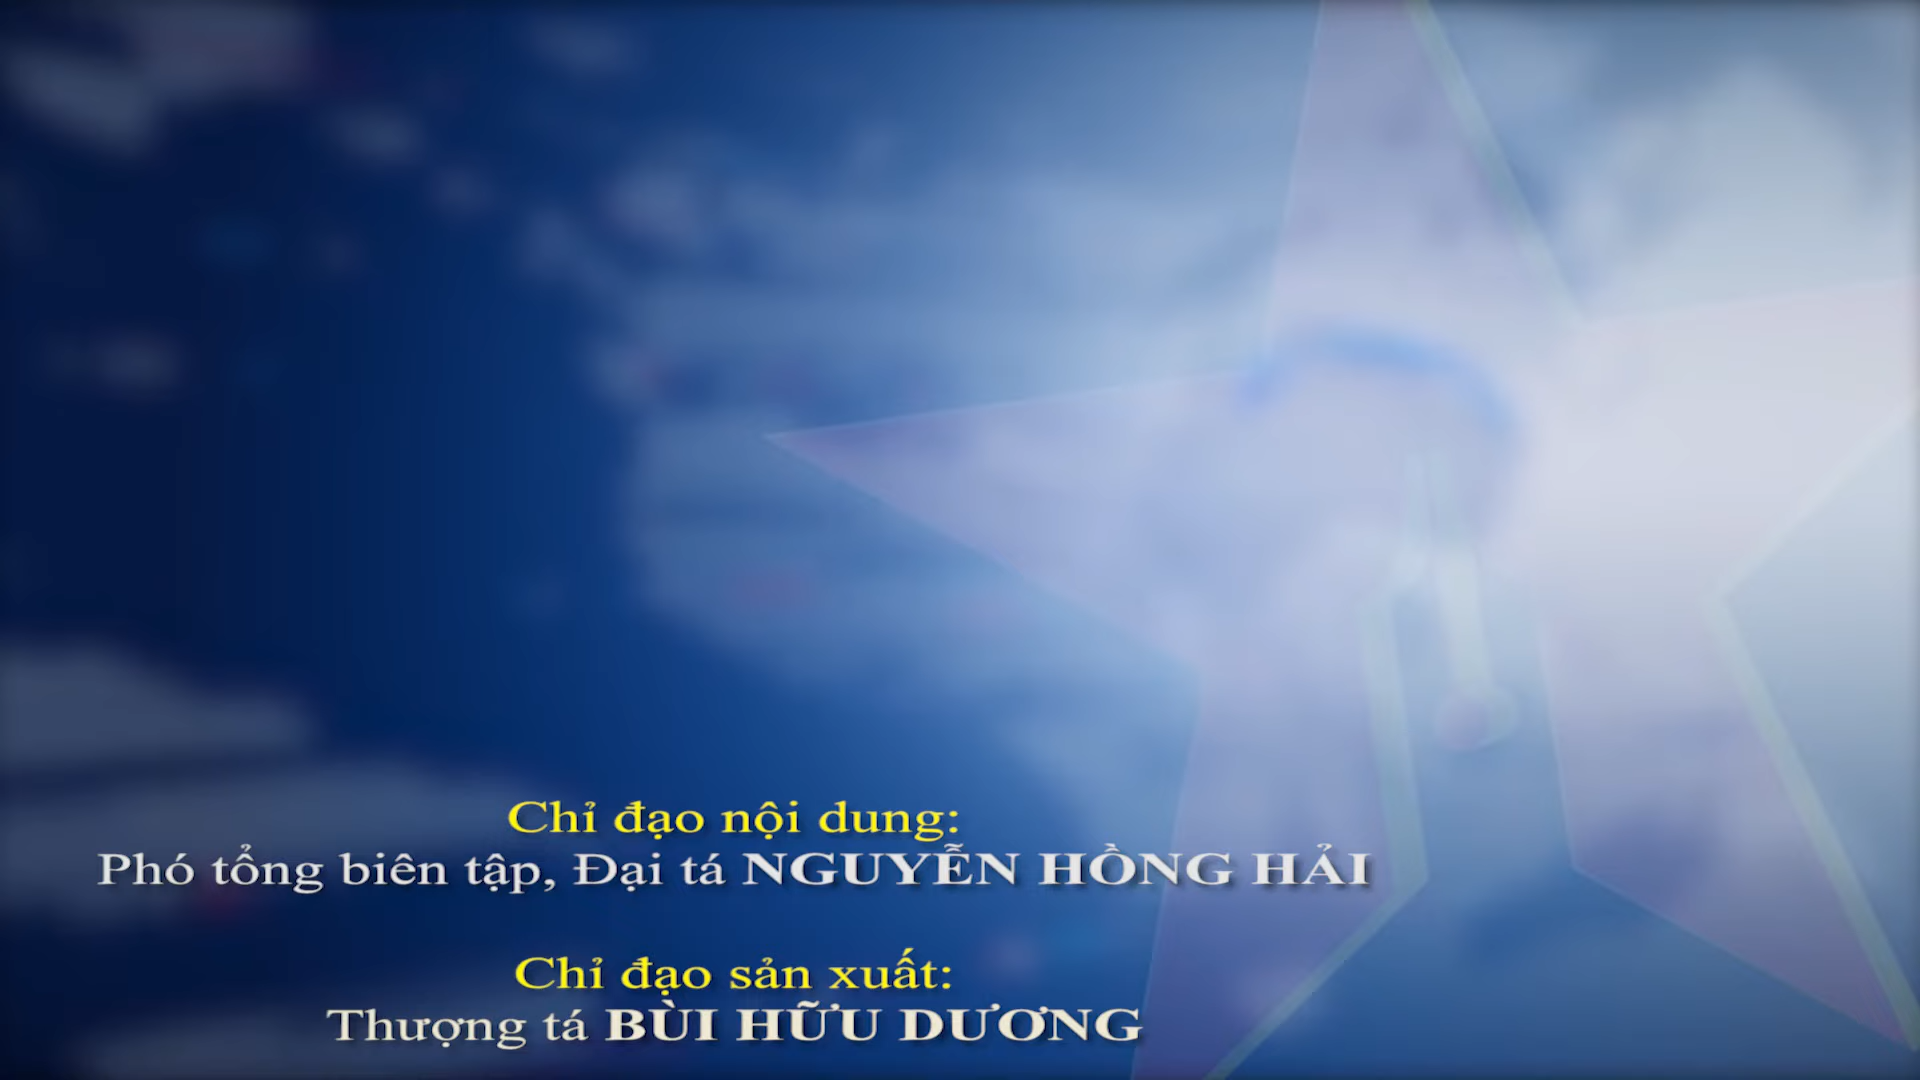 Chỉ đạo nội dung:
Phó tổng biên tập, Đại tá NGUYỄN HỒNG HẢI
Chỉ đạo sản xuất:
Thượng tá BÙI HỮU DƯƠNG